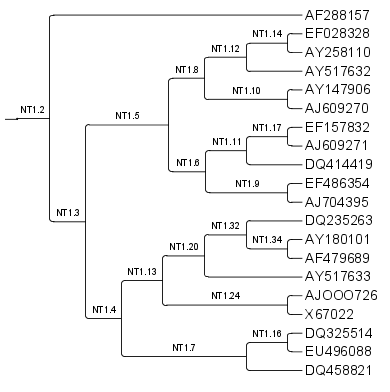 AF288157
NT1.14
EF028328
NT1.12
AY258110
NT1.8
AY517632
AY147906
NT1.10
AJ609270
NT1.2
NT1.5
NT1.17
EF157832
NT1.11
AJ609271
NT1.6
DQ414419
EF486354
NT1.9
AJ704395
NT1.3
NT1.32
DQ235263
NT1.34
AY180101
NT1.20
AF479689
NT1.13
AY517633
AJOOO726
NT1.24
X67022
NT1.4
NT1.16
DQ325514
NT1.7
EU496088
DQ458821